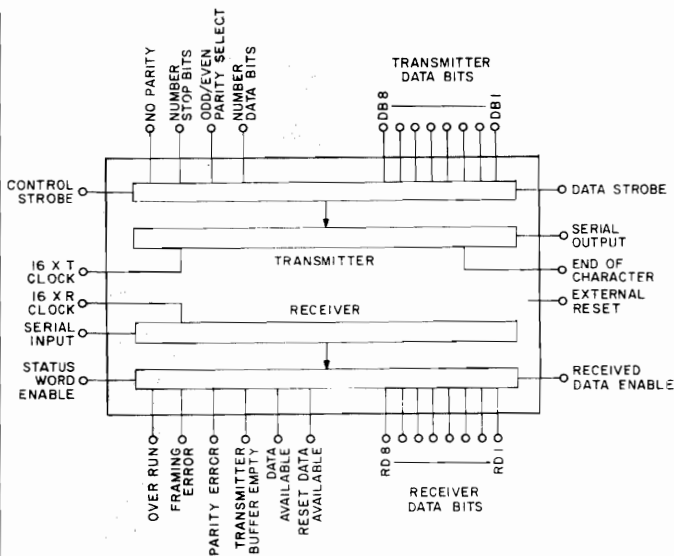 NO PARITY
NUMBER
STOP BITS
ODD/EVEN
PARITY SELECT
NUMBER
DATA BITS
TRANSMITTER
DATA BITS
DB8
DB1
CONTROL
STROBE
DATA STROBE
SERIAL
OUTPUT
16 X T
CLOCK
TRANSMITTER
END OF
CHARACTER
16 X R
CLOCK
RECEIVER
EXTERNAL
RESET
SERIAL
INPUT
STATUS
WORD
ENABLE
RECEIVED
DATA ENABLE
OVER RUN
FRAMING
ERROR
PARITY ERROR
TRANSMITTER
BUFFER EMPTY
DATA
AVAILABLE
RESET DATA
AVAILABLE
RD8
RD1
RECEIVER
DATA BITS